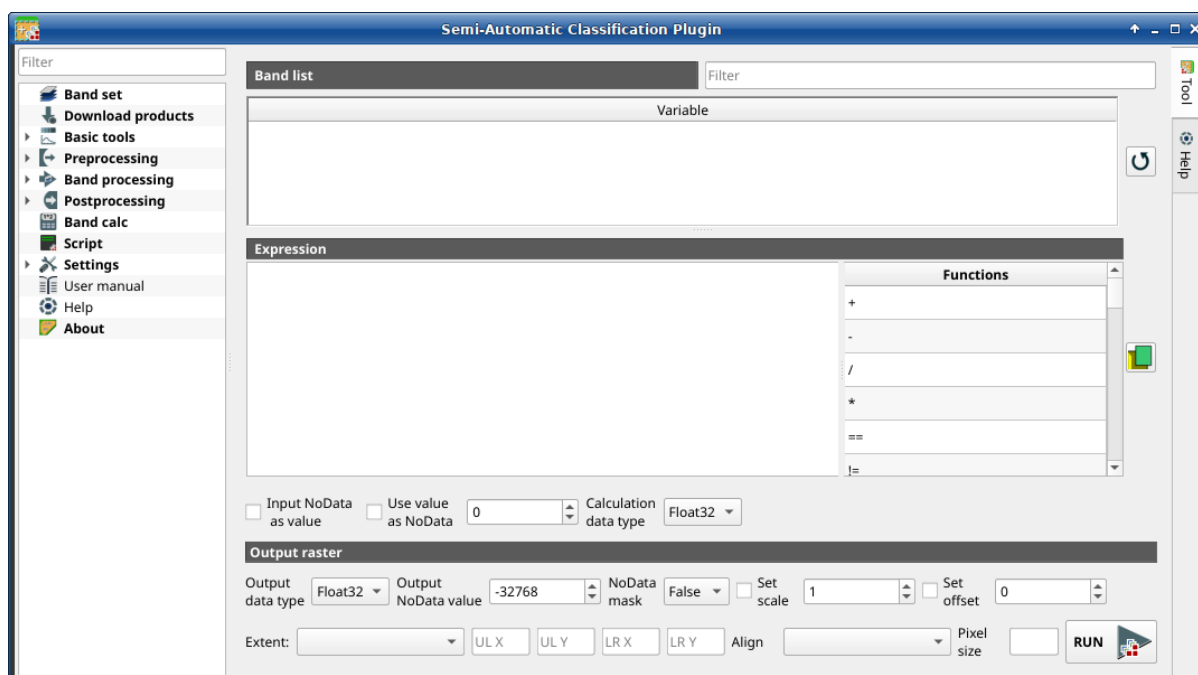 Semi-Automatic Classification Plugin
Filter
Band set
Download products
Basic tools
Preprocessing
Band processing
Postprocessing
Band calc
Script
Settings
User manual
Help
About
Band list
Filter
Variable
Expression
Functions
+
-
/
*
==
!=
Input NoData
as value
Use value
as NoData
0
Calculation
data type
Float32
Output raster
Output
data type
Float32
Output
NoData value
-32768
NoData
mask
False
Set
scale
1
Set
offset
0
Extent:
UL X
UL Y
LR X
LR Y
Align
Pixel
size
RUN
Tool
Help